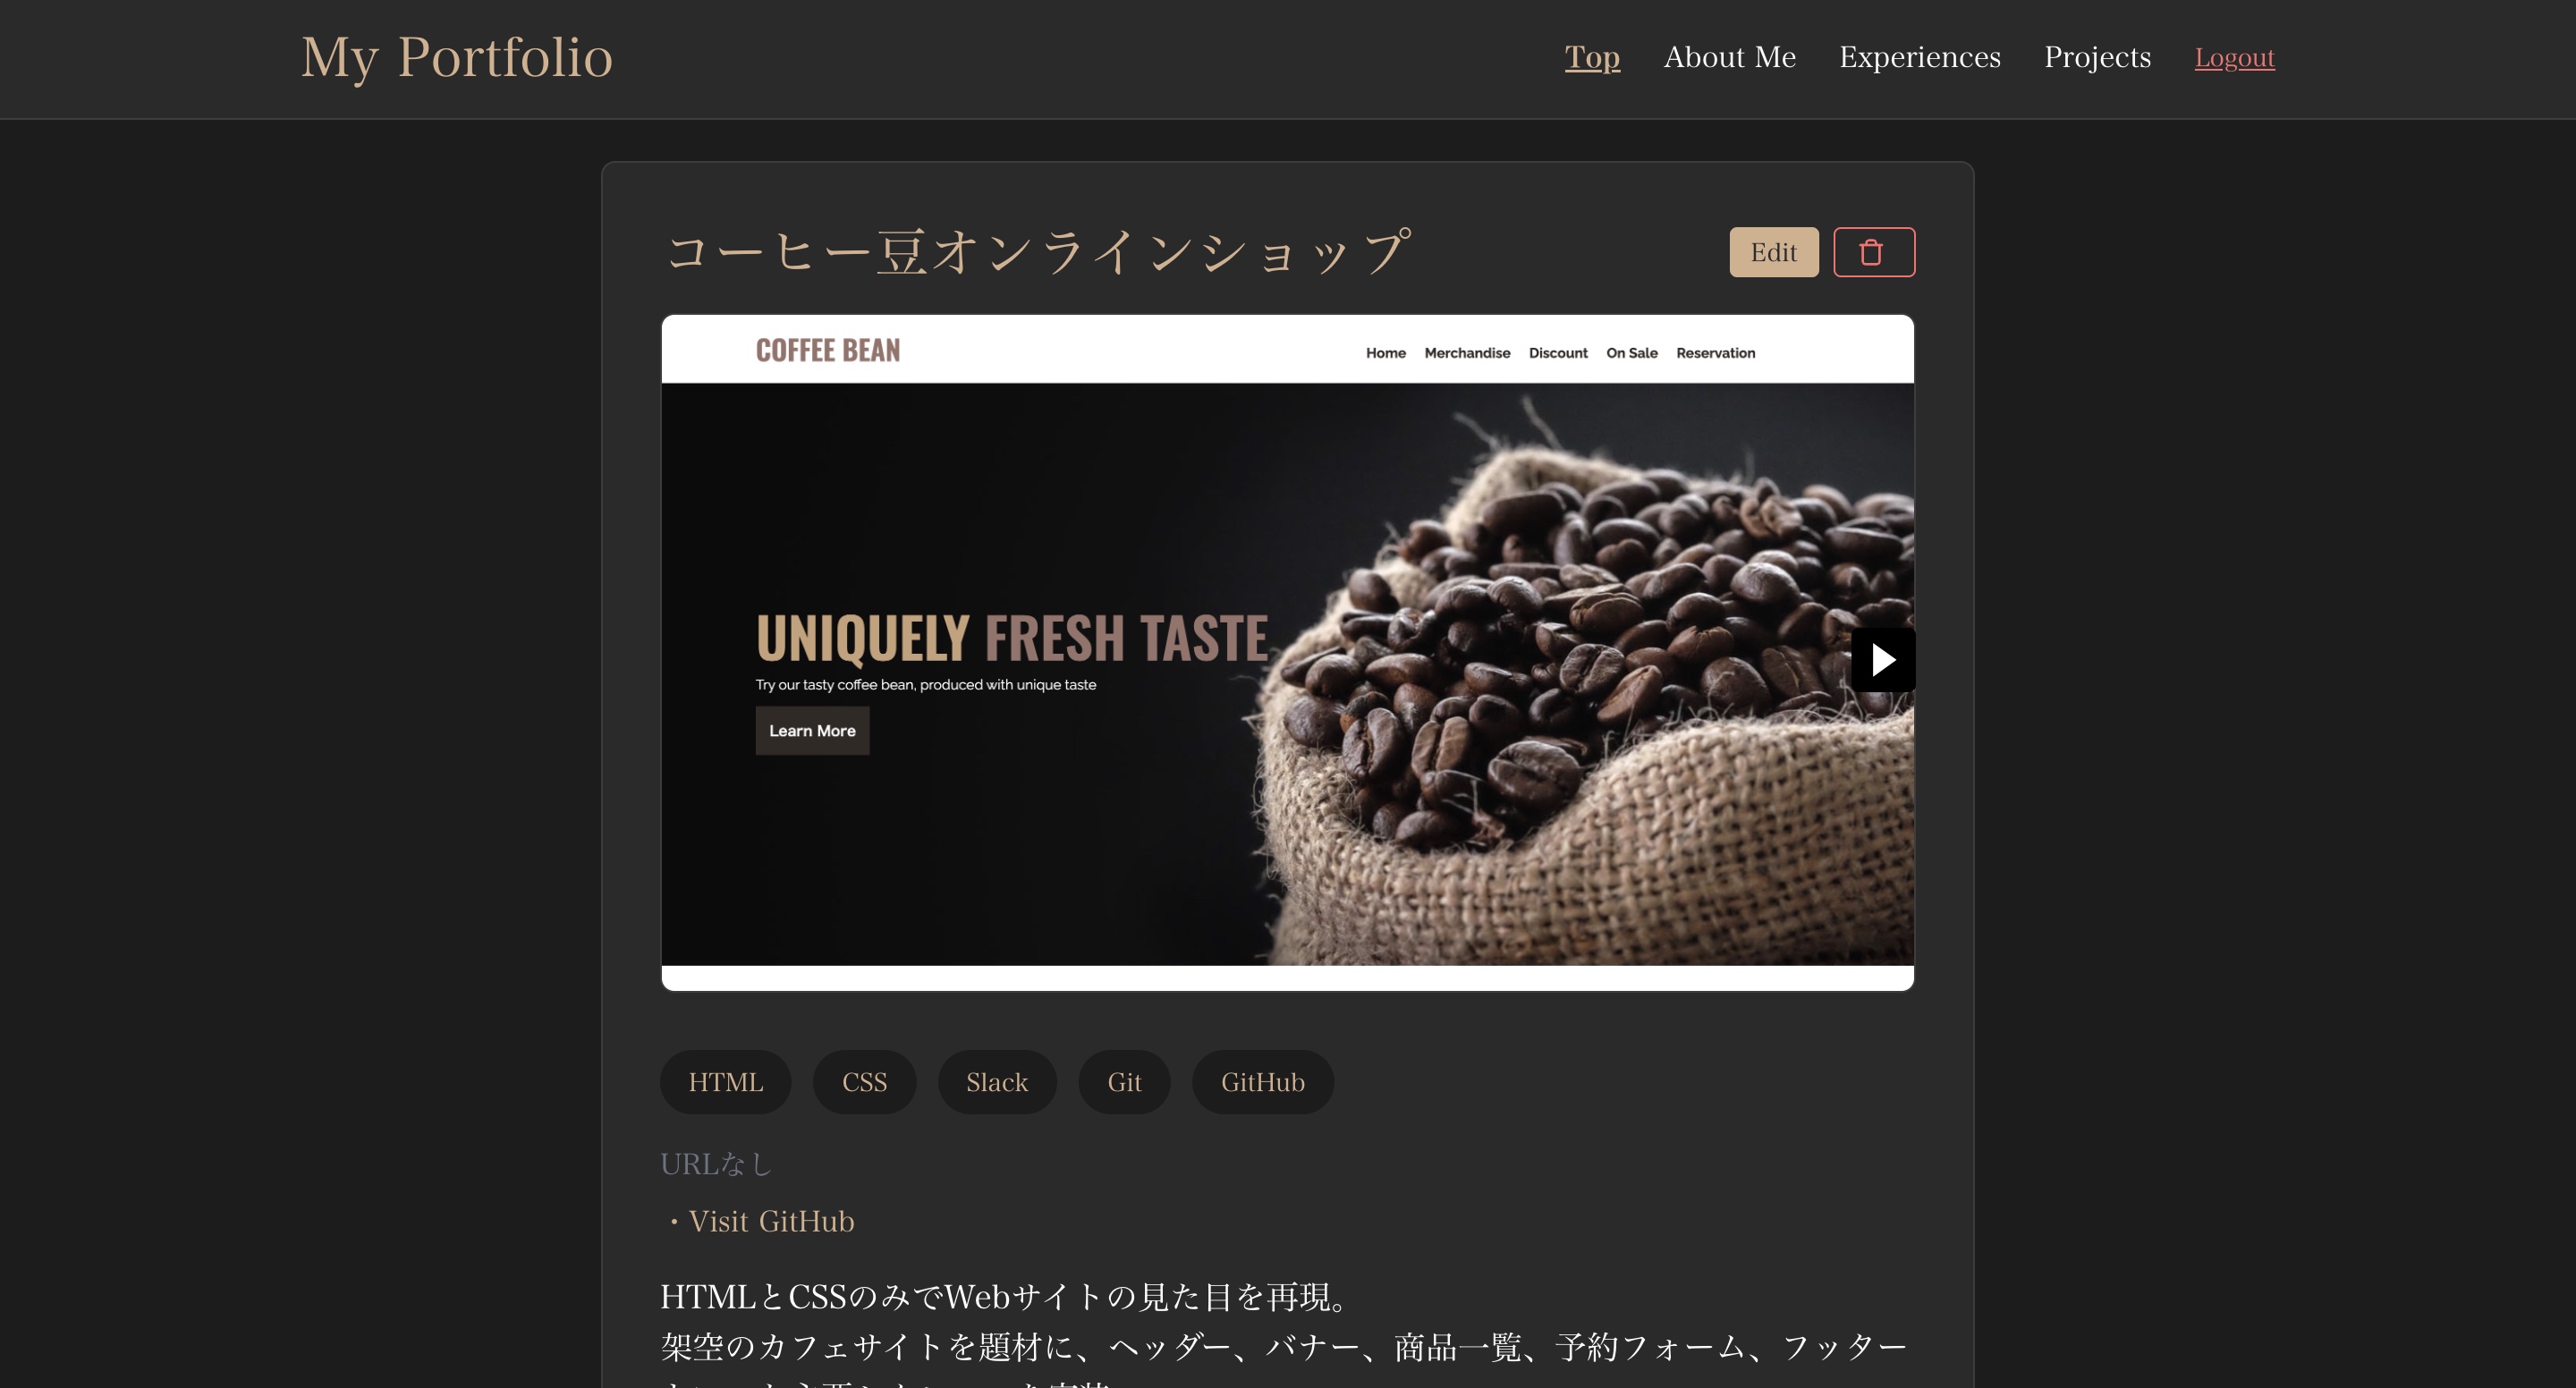 My Portfolio
Top About Me Experiences Projects Logout
コーヒー豆オンラインショップ
Edit
COFFEE BEAN
Home Merchandise Discount On Sale Reservation
UNIQUELY FRESH TASTE
Try our tasty coffee bean, produced with unique taste
Learn More
HTML CSS Slack Git GitHub
URLなし
・Visit GitHub
HTMLとCSSのみでWebサイトの見た目を再現。
架空のカフェサイトを題材に、ヘッダー、バナー、商品一覧、予約フォーム、フッター